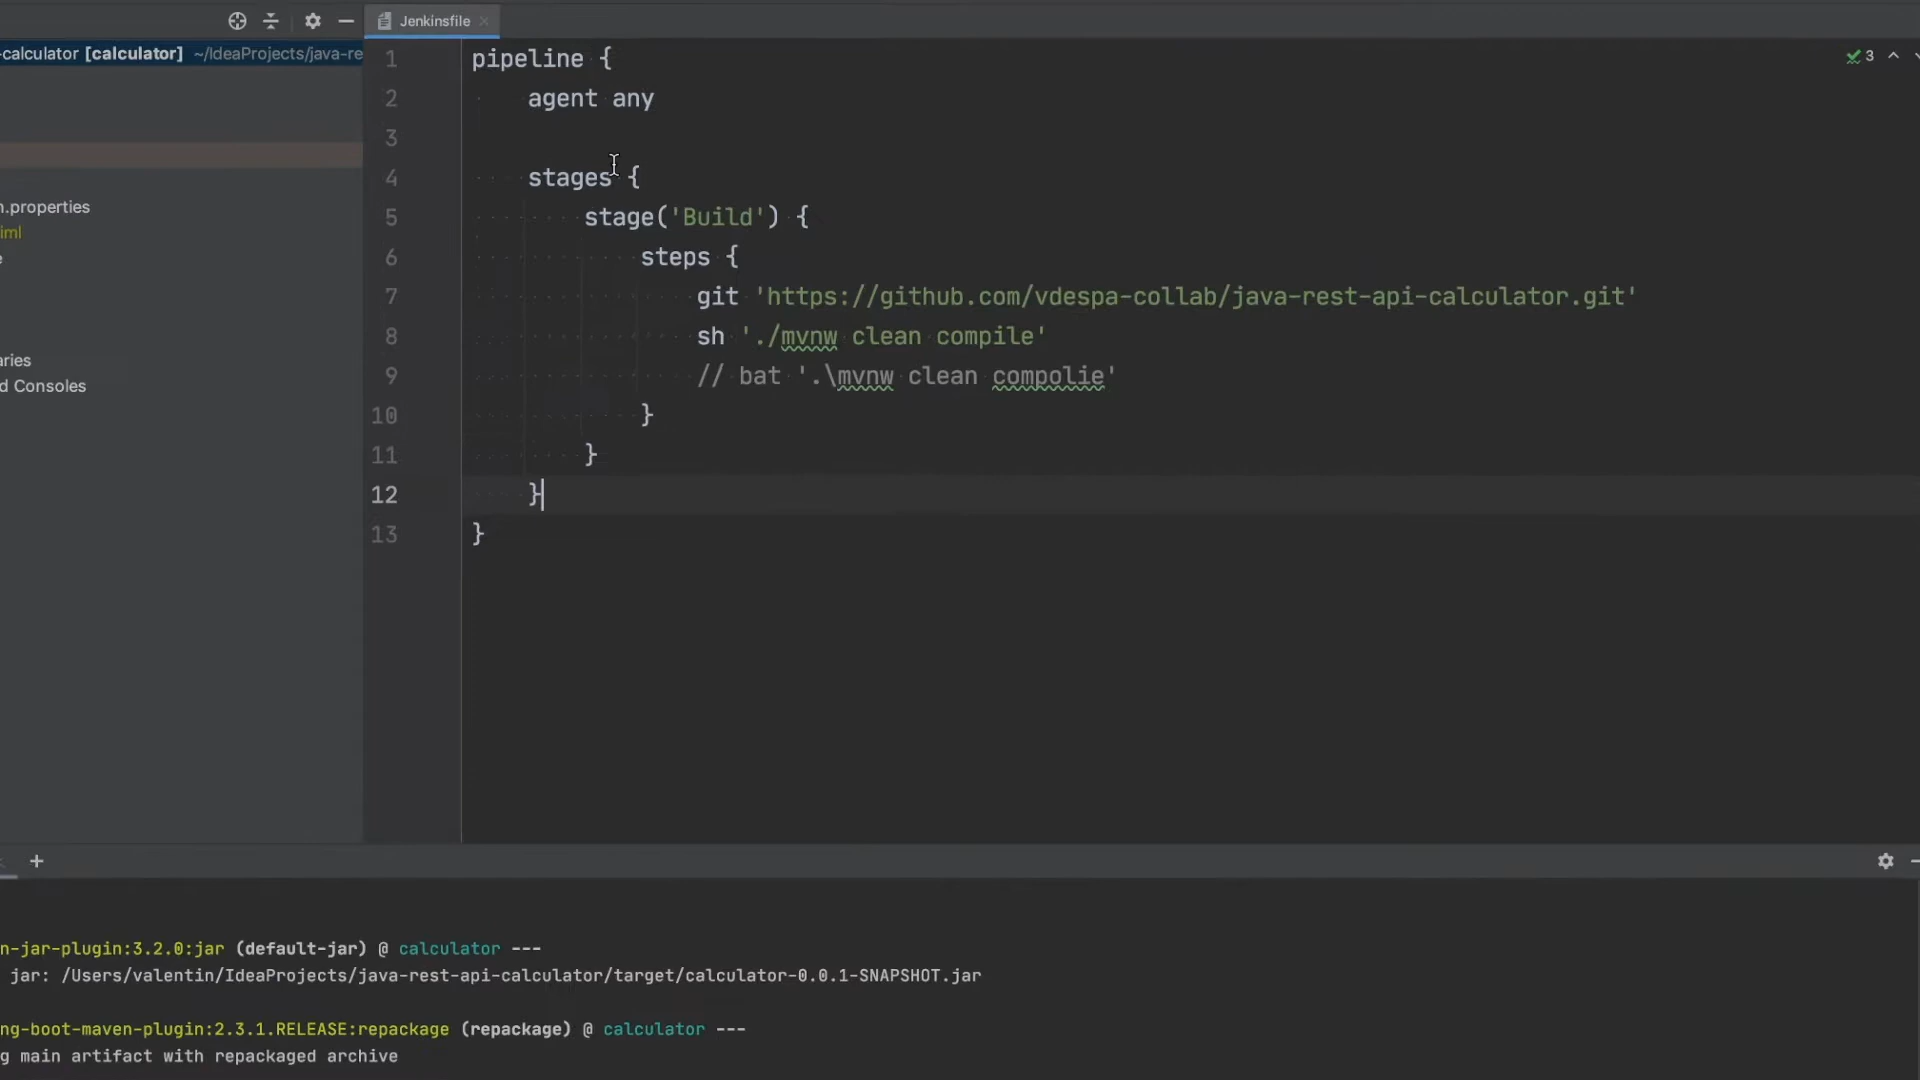 Jenkinsfile
-calculator [calculator] ~/IdeaProjects/java-re
n.properties
iml
e
aries
d Consoles
3
1 pipeline {
2     agent any
3
4     stages {
5         stage('Build') {
6             steps {
7                 git 'https://github.com/vdespa-collab/java-rest-api-calculator.git'
8                 sh './mvnw clean compile'
9                 // bat '.\mvnw clean compolie'
10             }
11         }
12     }
13 }
n-jar-plugin:3.2.0:jar (default-jar) @ calculator ---
jar: /Users/valentin/IdeaProjects/java-rest-api-calculator/target/calculator-0.0.1-SNAPSHOT.jar
ng-boot-maven-plugin:2.3.1.RELEASE:repackage (repackage) @ calculator ---
g main artifact with repackaged archive